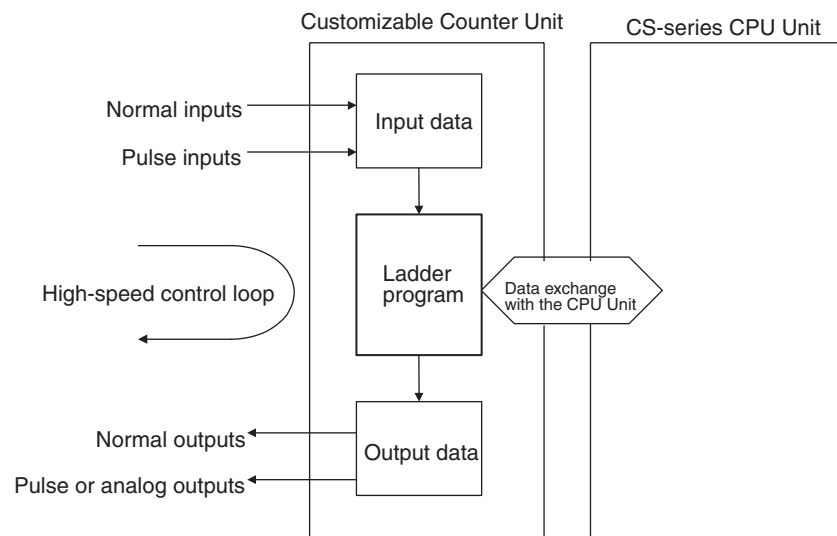 Customizable Counter Unit
CS-series CPU Unit
Normal inputs
Pulse inputs
Input data
High-speed control loop
Ladder
program
Data exchange
with the CPU Unit
Normal outputs
Pulse or analog outputs
Output data